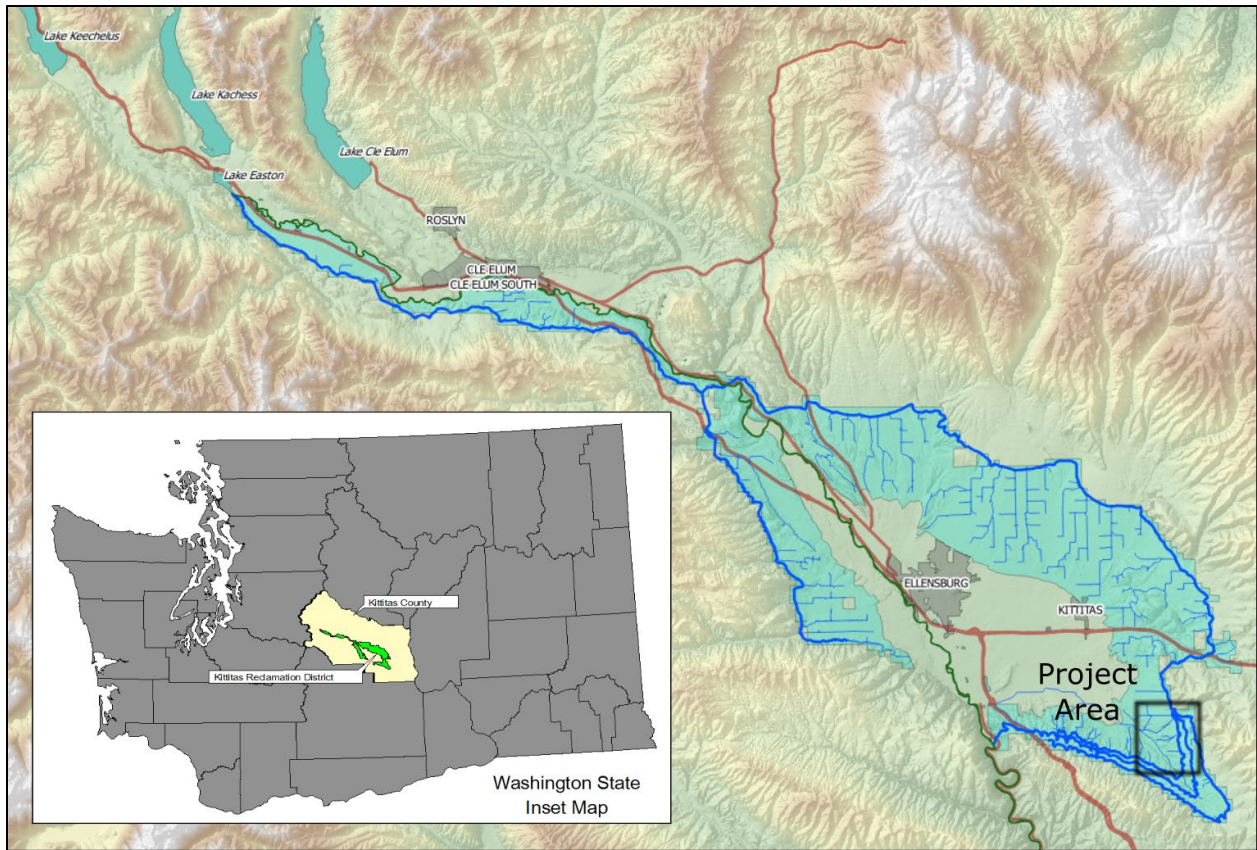 Lake Keechelus
Lake Kachess
Lake Cle Elum
Lake Easton
ROSLYN
CLE ELUM
CLE ELUM SOUTH
ELLENSBURG
KITTITAS
Project
Area
Kittitas County
Kittitas Reclamation District
Washington State
Inset Map